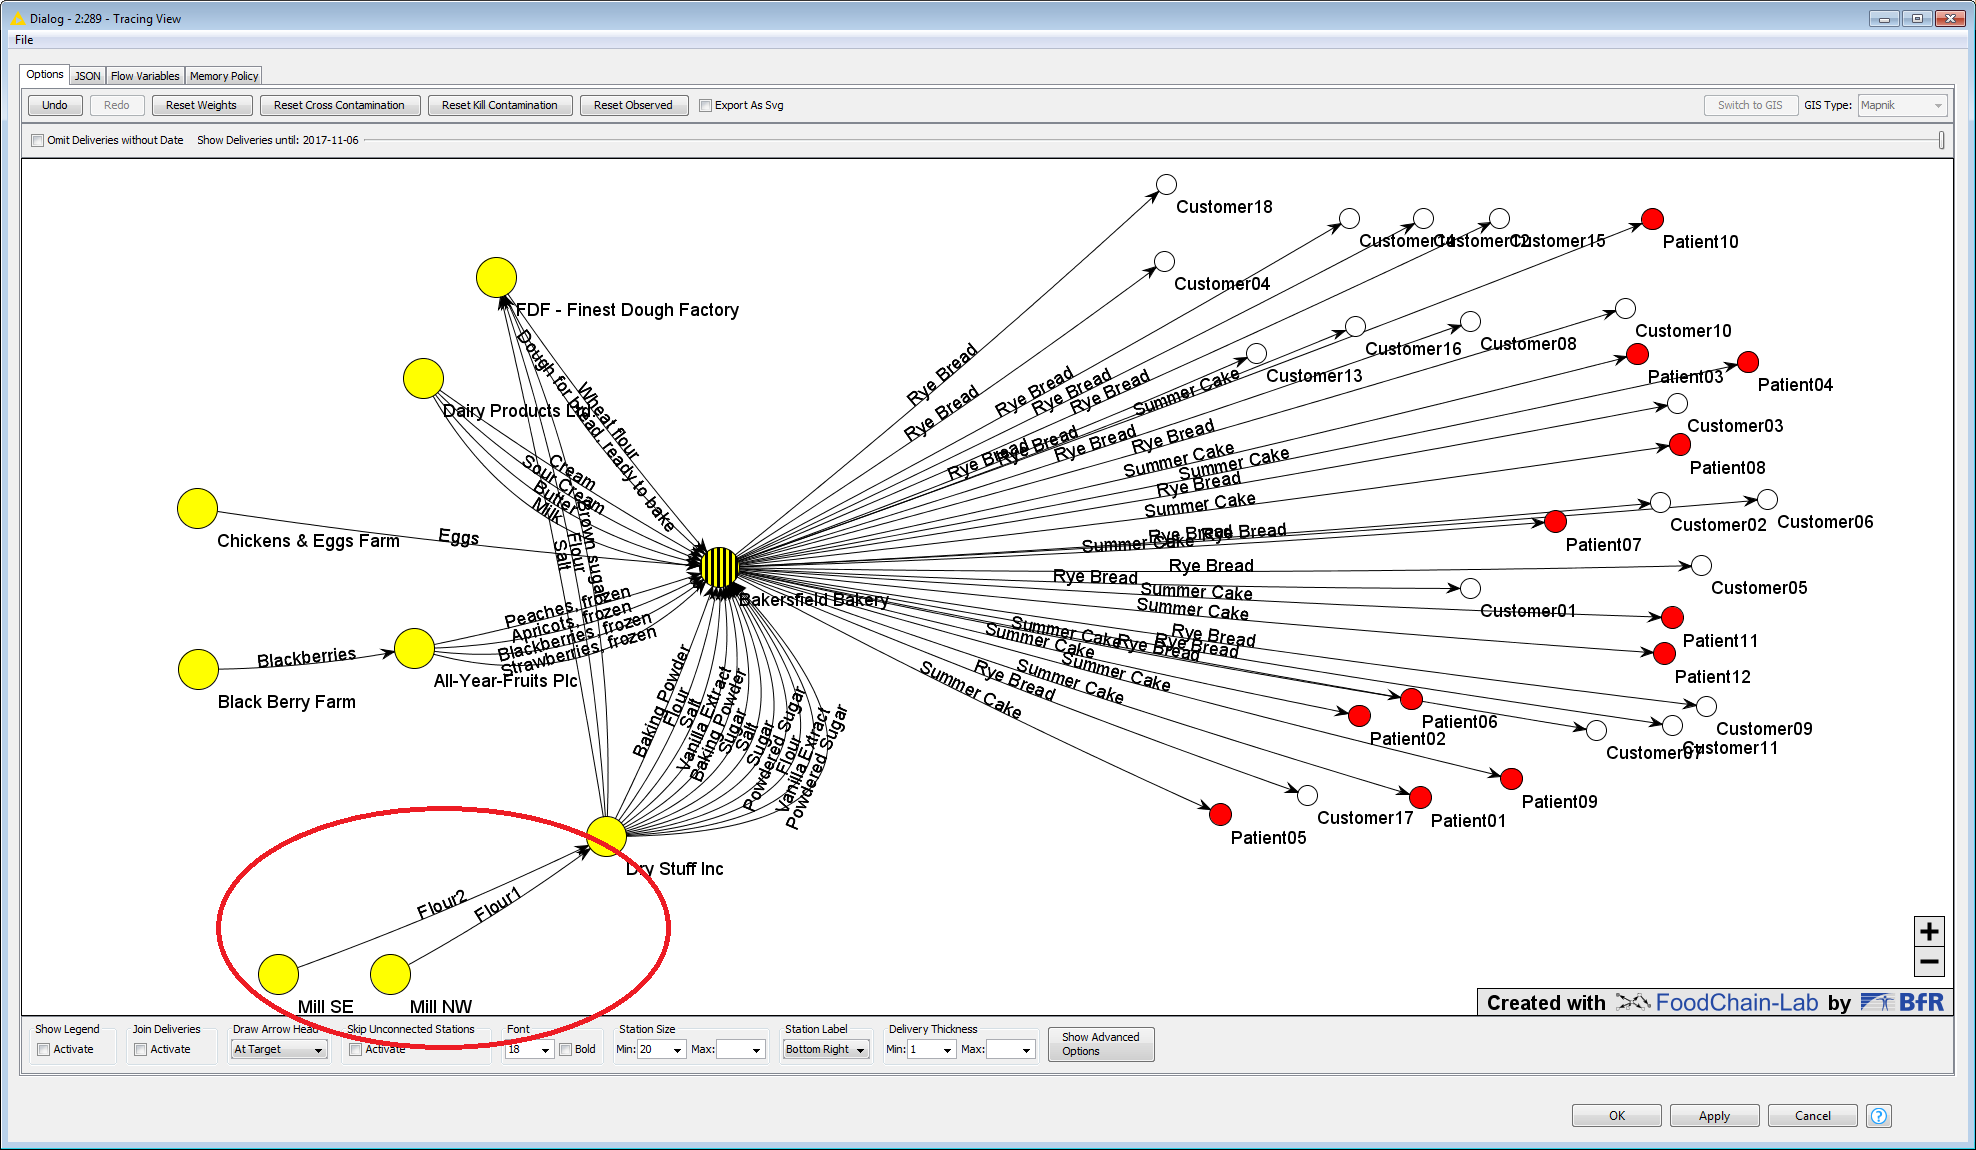 Dialog - 2:289 - Tracing View
File
Options JSON Flow Variables Memory Policy
Undo Redo Reset Weights Reset Cross Contamination Reset Kill Contamination Reset Observed Export As Svg Switch to GIS GIS Type: Mapnik
Omit Deliveries without Date Show Deliveries until: 2017-11-06
Customer18
Customer14
Customer12
Customer15
Patient10
Customer04
FDF - Finest Dough Factory
Customer10
Customer16
Customer08
Customer13
Patient03
Patient04
Dairy Products Ltd.
Customer03
Patient08
Customer02
Customer06
Chickens & Eggs Farm
Patient07
Customer05
Bakersfield Bakery
Customer01
Patient11
Patient12
All-Year-Fruits Plc
Black Berry Farm
Patient06
Patient02
Customer09
Customer07
Customer11
Patient09
Customer17
Patient01
Patient05
Dry Stuff Inc
Mill SE
Mill NW
Wheat flour
Dough for bread, ready to bake
Cream
Sour Cream
Butter
Milk
Brown sugar
Flour
Salt
Eggs
Peaches, frozen
Apricots, frozen
Blackberries, frozen
Strawberries, frozen
Blackberries
Baking Powder
Flour
Salt
Vanilla Extract
Baking Powder
Sugar
Salt
Sugar
Powdered Sugar
Flour
Vanilla Extract
Powdered Sugar
Flour2
Flour1
Rye Bread
Rye Bread
Rye Bread
Rye Bread
Rye Bread
Summer Cake
Rye Bread
Rye Bread
Rye Bread
Rye Bread
Summer Cake
Summer Cake
Rye Bread
Summer Cake
Rye Bread
Rye Bread
Summer Cake
Rye Bread
Rye Bread
Summer Cake
Summer Cake
Summer Cake
Rye Bread
Rye Bread
Rye Bread
Summer Cake
Summer Cake
Rye Bread
Summer Cake
Summer Cake
+
−
Created with FoodChain-Lab by BfR
Show Legend Join Deliveries Draw Arrow Head Skip Unconnected Stations Font Station Size Station Label Delivery Thickness Show Advanced Options
Activate Activate At Target Activate 18 Bold Min: 20 Max: Bottom Right Min: 1 Max:
OK Apply Cancel ?